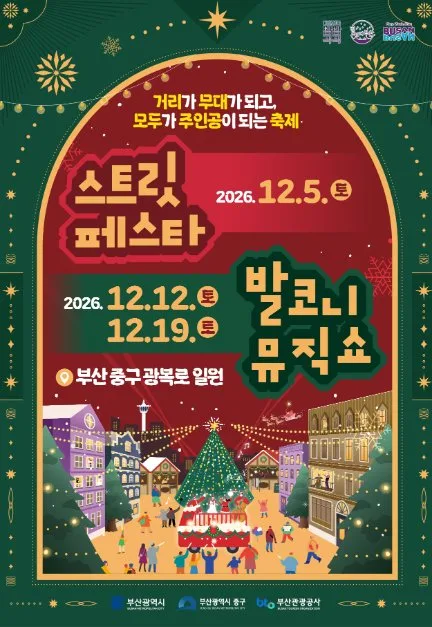 BUSAN
거리가 무대가 되고,
모두가 주인공이 되는 축제
스트릿
페스타
2026. 12.5. 토
2026. 12.12. 토
12.19. 토
발코니
뮤직쇼
부산 중구 광복로 일원
부산광역시
부산광역시 중구
bto 부산관광공사